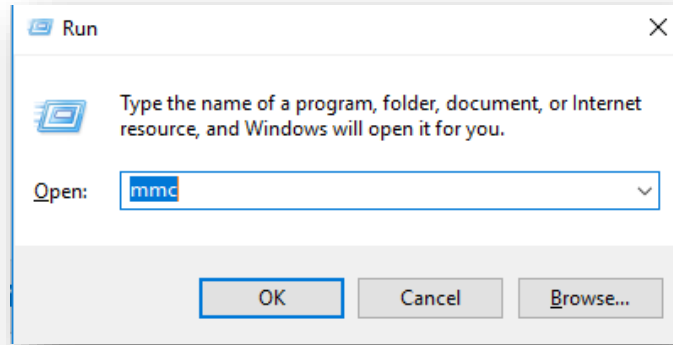 Run
Type the name of a program, folder, document, or Internet
resource, and Windows will open it for you.
Open: mmc
OK Cancel Browse...